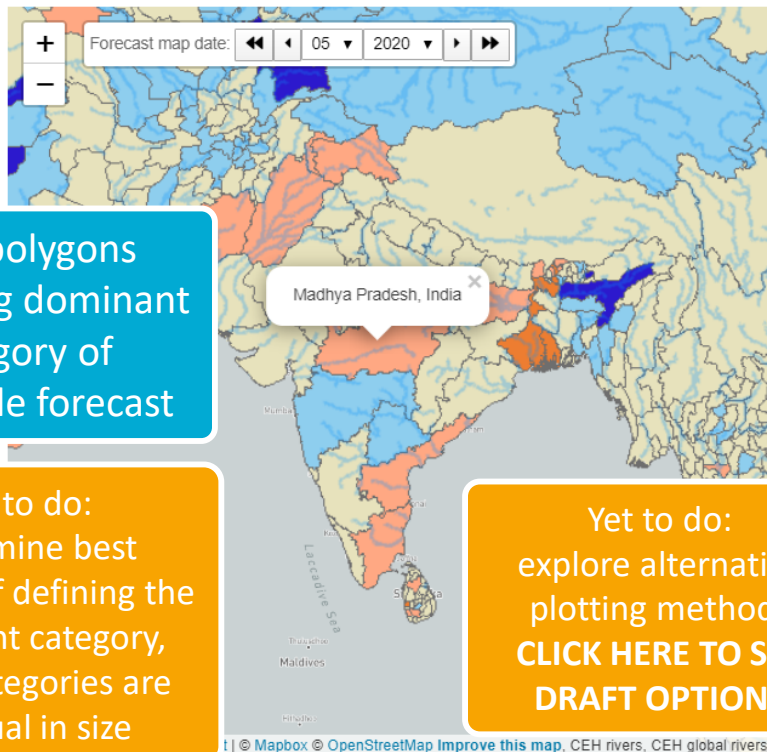 +
−
Forecast map date: 05 2020
polygons
g dominant
gory of
le forecast
Madhya Pradesh, India ×
Mumbai
Laccadive Sea
Maldives
to do:
mine best
f defining the
nt category,
tegories are
ual in size
Yet to do:
explore alternati
plotting method
CLICK HERE TO S
DRAFT OPTION
t | © Mapbox © OpenStreetMap Improve this map, CEH rivers, CEH global rivers